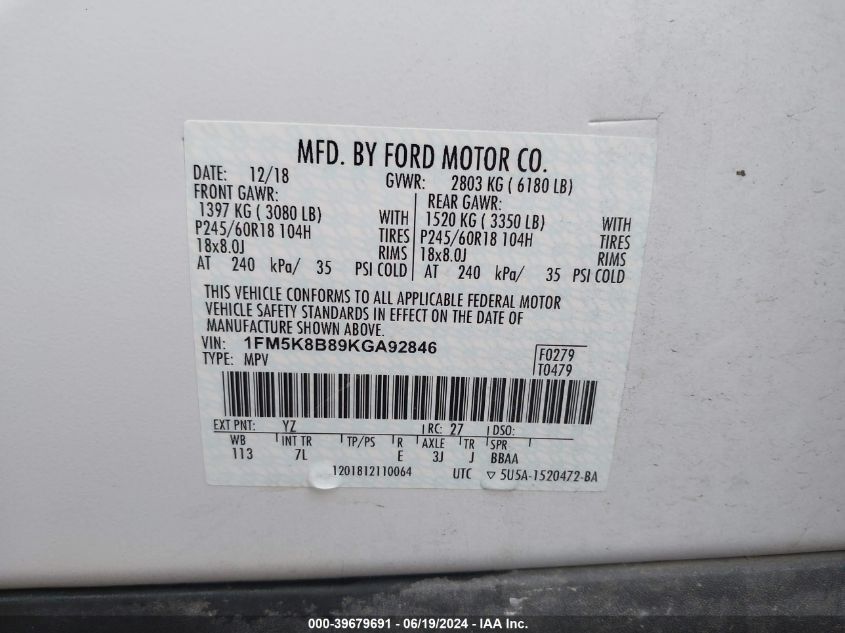 MFD. BY FORD MOTOR CO.
DATE: 12/18 GVWR: 2803 KG ( 6180 LB)
FRONT GAWR: REAR GAWR:
1397 KG ( 3080 LB) WITH 1520 KG ( 3350 LB) WITH
P245/60R18 104H TIRES P245/60R18 104H TIRES
18x8.0J RIMS 18x8.0J RIMS
AT 240 kPa/ 35 PSI COLD AT 240 kPa/ 35 PSI COLD
THIS VEHICLE CONFORMS TO ALL APPLICABLE FEDERAL MOTOR
VEHICLE SAFETY STANDARDS IN EFFECT ON THE DATE OF
MANUFACTURE SHOWN ABOVE.
VIN: 1FM5K8B89KGA92846 F0279
TYPE: MPV T0479
EXT PNT: YZ RC: 27 DSO:
WB INT TR TP/PS R AXLE TR SPR
113 7L E 3J J BBAA
1201812110064 UTC ▽ 5U5A-1520472-BA
000-39679691 - 06/19/2024 - IAA Inc.